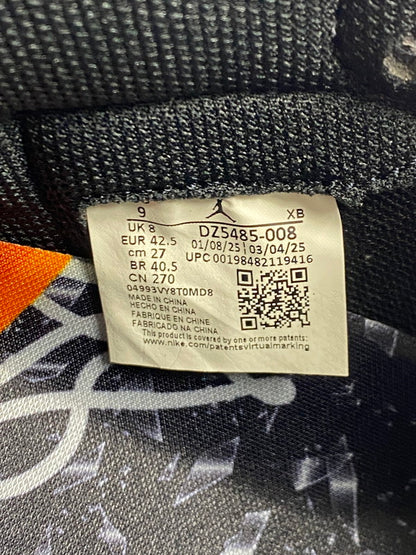 9 XB
UK 8 DZ5485-008
EUR 42.5 01/08/25 03/04/25
cm 27 UPC 00198482119416
BR 40.5
CN 270
04993VY8T0MD8
MADE IN CHINA
HECHO EN CHINA
FABRIQUE EN CHINE
FABRICADO NA CHINA
This product is covered by one or more patents:
www.nike.com/patentsvirtualmarking